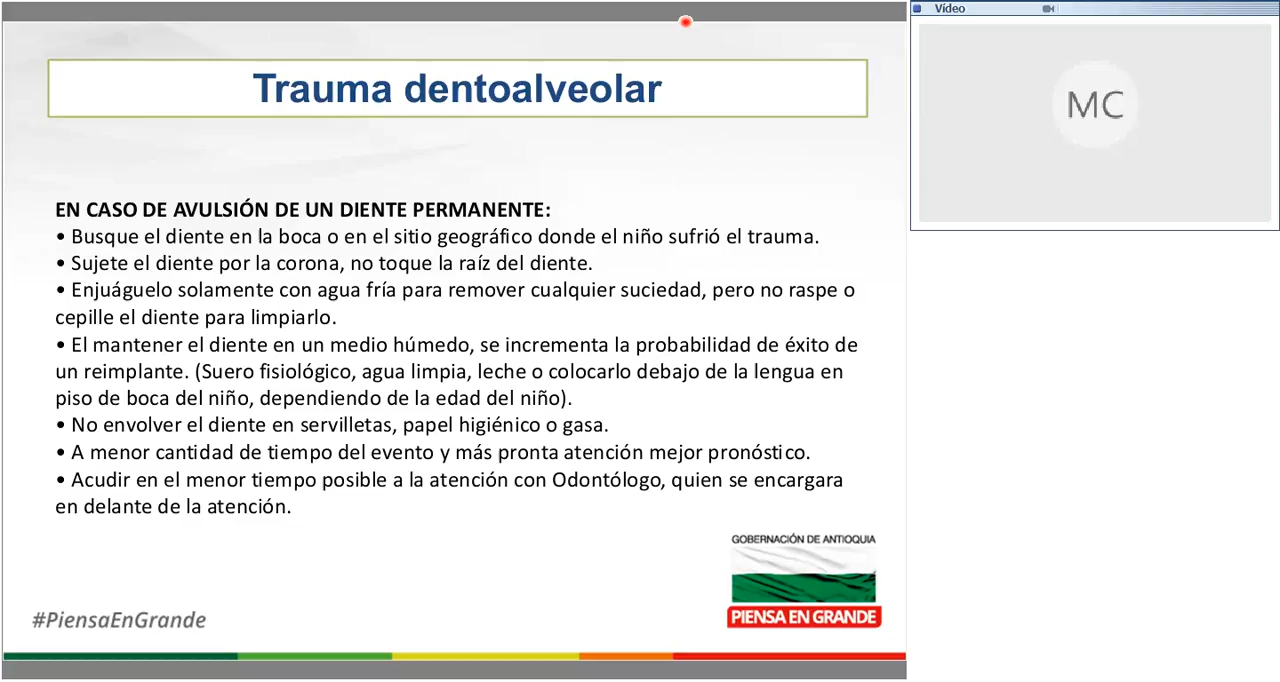 Vídeo
MC
Trauma dentoalveolar
EN CASO DE AVULSIÓN DE UN DIENTE PERMANENTE:
• Busque el diente en la boca o en el sitio geográfico donde el niño sufrió el trauma.
• Sujete el diente por la corona, no toque la raíz del diente.
• Enjuáguelo solamente con agua fría para remover cualquier suciedad, pero no raspe o
cepille el diente para limpiarlo.
• El mantener el diente en un medio húmedo, se incrementa la probabilidad de éxito de
un reimplante. (Suero fisiológico, agua limpia, leche o colocarlo debajo de la lengua en
piso de boca del niño, dependiendo de la edad del niño).
• No envolver el diente en servilletas, papel higiénico o gasa.
• A menor cantidad de tiempo del evento y más pronta atención mejor pronóstico.
• Acudir en el menor tiempo posible a la atención con Odontólogo, quien se encargara
en delante de la atención.
GOBERNACIÓN DE ANTIOQUIA
PIENSA EN GRANDE
#PiensaEnGrande